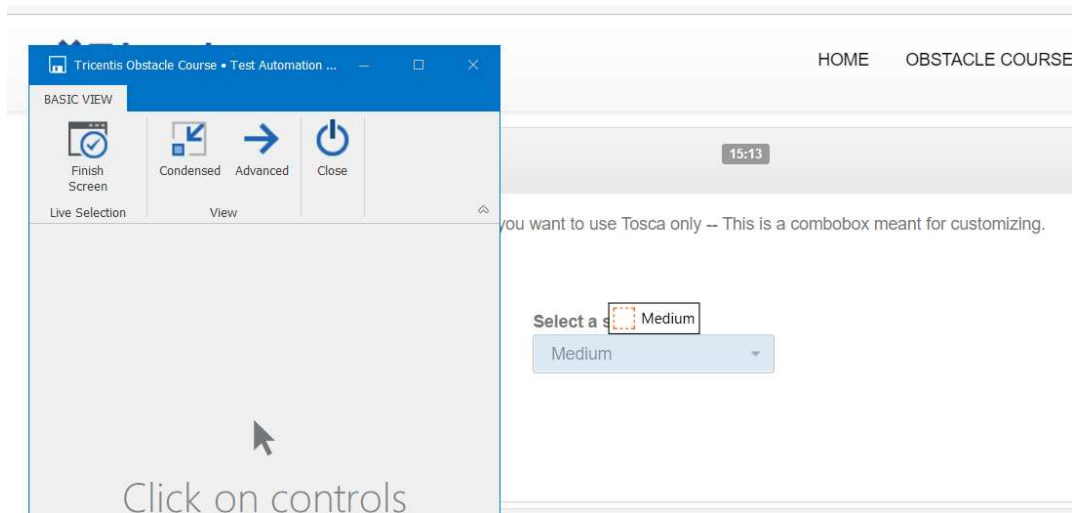 Tricentis Obstacle Course • Test Automation ...
HOME OBSTACLE COURSE
BASIC VIEW
Finish
Screen
Condensed
Advanced
Close
Live Selection
View
15:13
you want to use Tosca only -- This is a combobox meant for customizing.
Select a s
Medium
Medium
Click on controls